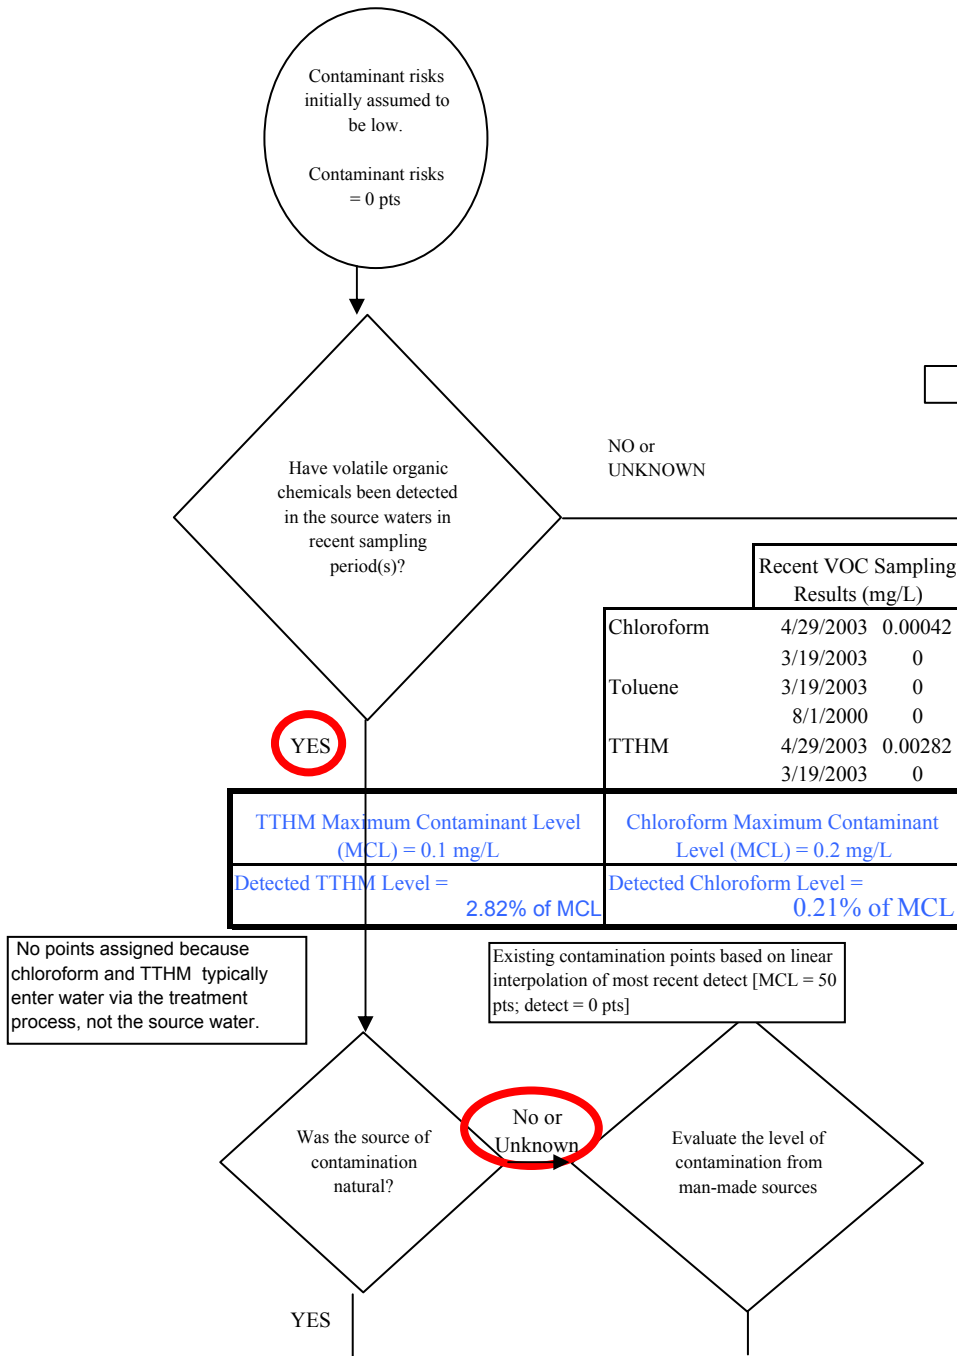 Contaminant risks
initially assumed to
be low.
Contaminant risks
= 0 pts
Have volatile organic
chemicals been detected
in the source waters in
recent sampling
period(s)?
NO or
UNKNOWN
Recent VOC Sampling
Results (mg/L)
Chloroform 4/29/2003 0.00042
3/19/2003 0
Toluene 3/19/2003 0
8/1/2000 0
TTHM 4/29/2003 0.00282
3/19/2003 0
YES
TTHM Maximum Contaminant Level
(MCL) = 0.1 mg/L
Chloroform Maximum Contaminant
Level (MCL) = 0.2 mg/L
Detected TTHM Level =
2.82% of MCL
Detected Chloroform Level =
0.21% of MCL
No points assigned because
chloroform and TTHM typically
enter water via the treatment
process, not the source water.
Existing contamination points based on linear
interpolation of most recent detect [MCL = 50
pts; detect = 0 pts]
Was the source of
contamination
natural?
No or
Unknown
Evaluate the level of
contamination from
man-made sources
YES